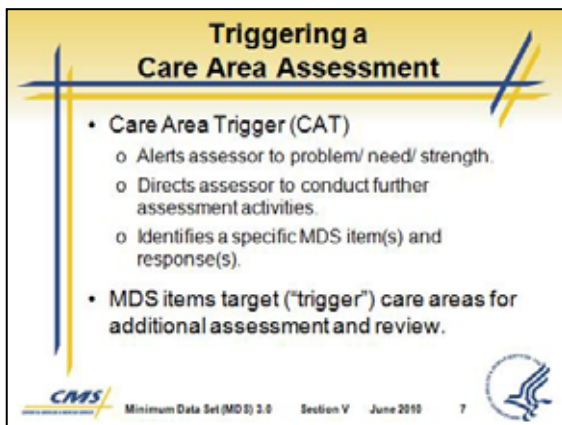 Triggering a
Care Area Assessment
• Care Area Trigger (CAT)
o Alerts assessor to problem/ need/ strength.
o Directs assessor to conduct further
assessment activities.
o Identifies a specific MDS item(s) and
response(s).
• MDS items target ("trigger") care areas for
additional assessment and review.
CMS
Minimum Data Set (MDS) 3.0 Section V June 2010 7